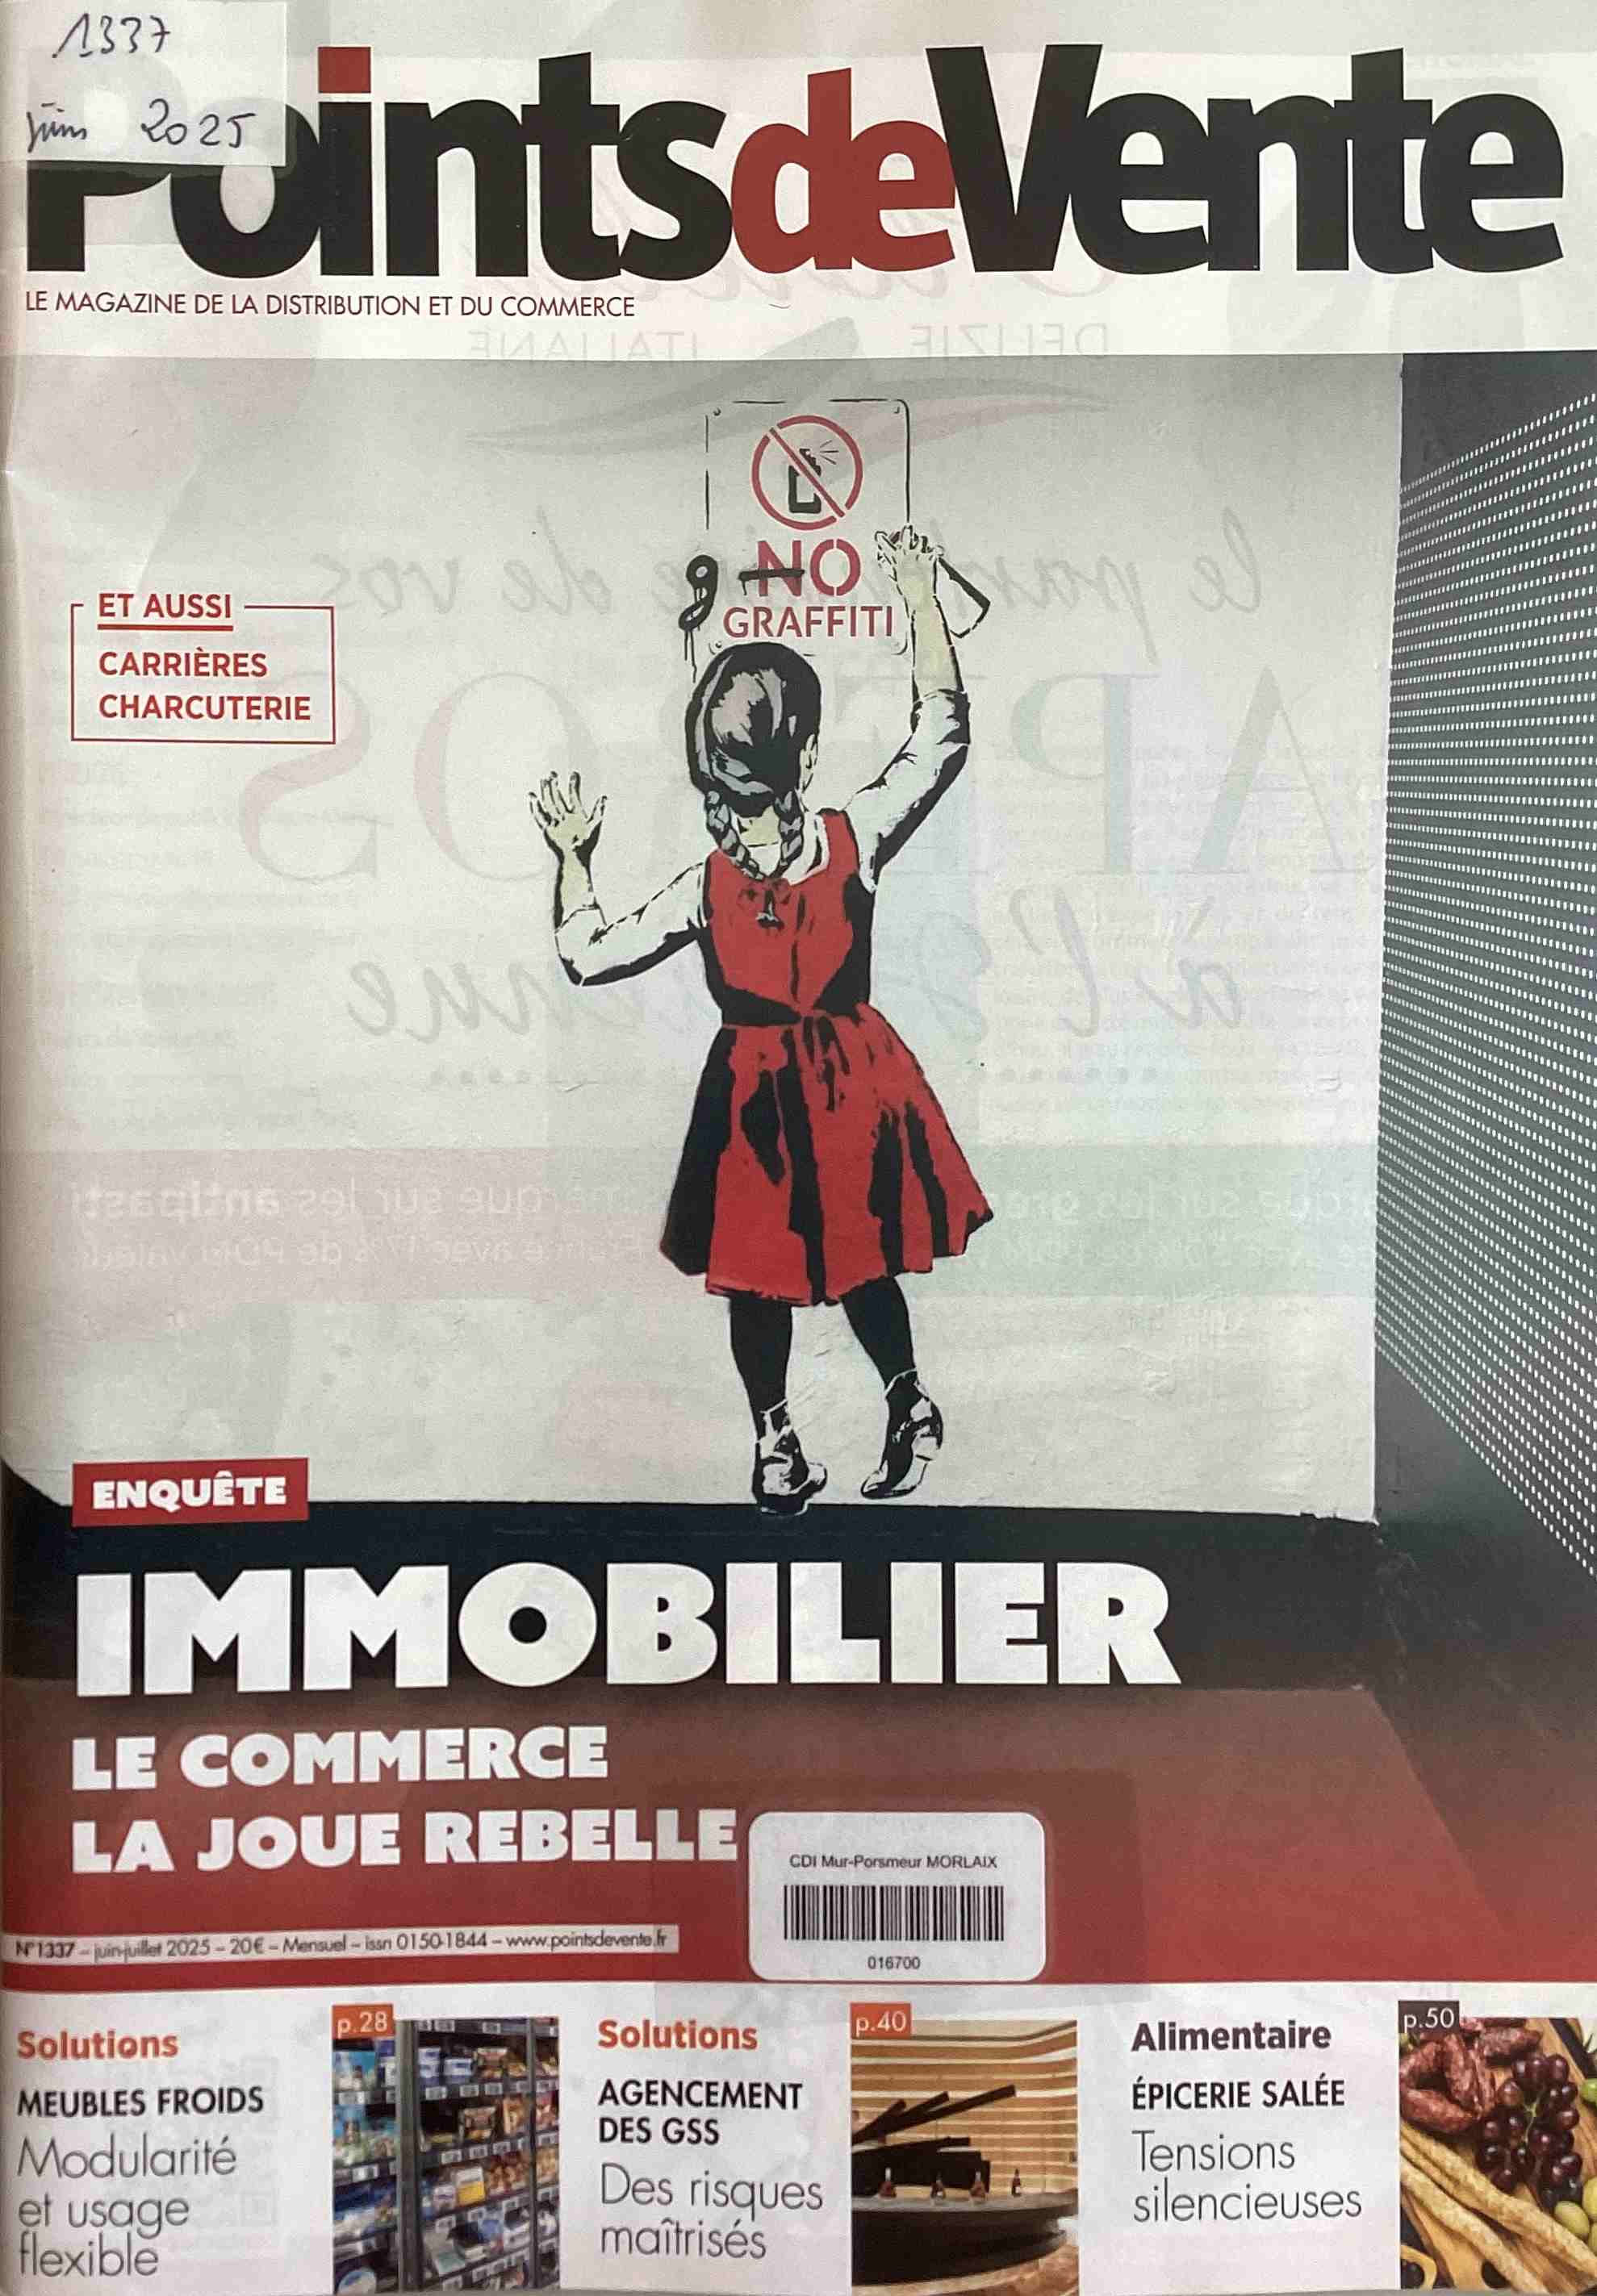 1337
juin 2025
PointsdeVente
LE MAGAZINE DE LA DISTRIBUTION ET DU COMMERCE
g NO
GRAFFITI
ET AUSSI
CARRIÈRES
CHARCUTERIE
ENQUÊTE
IMMOBILIER
LE COMMERCE
LA JOUE REBELLE
CDI Mur-Porsmeur MORLAIX
016700
N°1337 – juin-juillet 2025 – 20€ – Mensuel – issn 0150-1844 – www.pointsdevente.fr
Solutions
MEUBLES FROIDS
Modularité
et usage
flexible
p.28
Solutions
AGENCEMENT
DES GSS
Des risques
maîtrisés
p.40
Alimentaire
ÉPICERIE SALÉE
Tensions
silencieuses
p.50